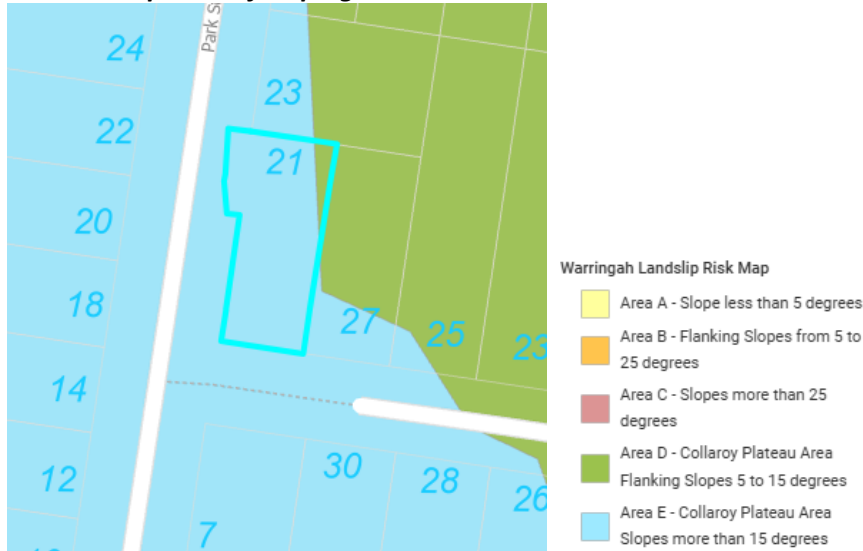 Park S
24
23
22
21
20
18
27
25
23
14
30
28
12
26
7
Warringah Landslip Risk Map
Area A - Slope less than 5 degrees
Area B - Flanking Slopes from 5 to
25 degrees
Area C - Slopes more than 25
degrees
Area D - Collaroy Plateau Area
Flanking Slopes 5 to 15 degrees
Area E - Collaroy Plateau Area
Slopes more than 15 degrees